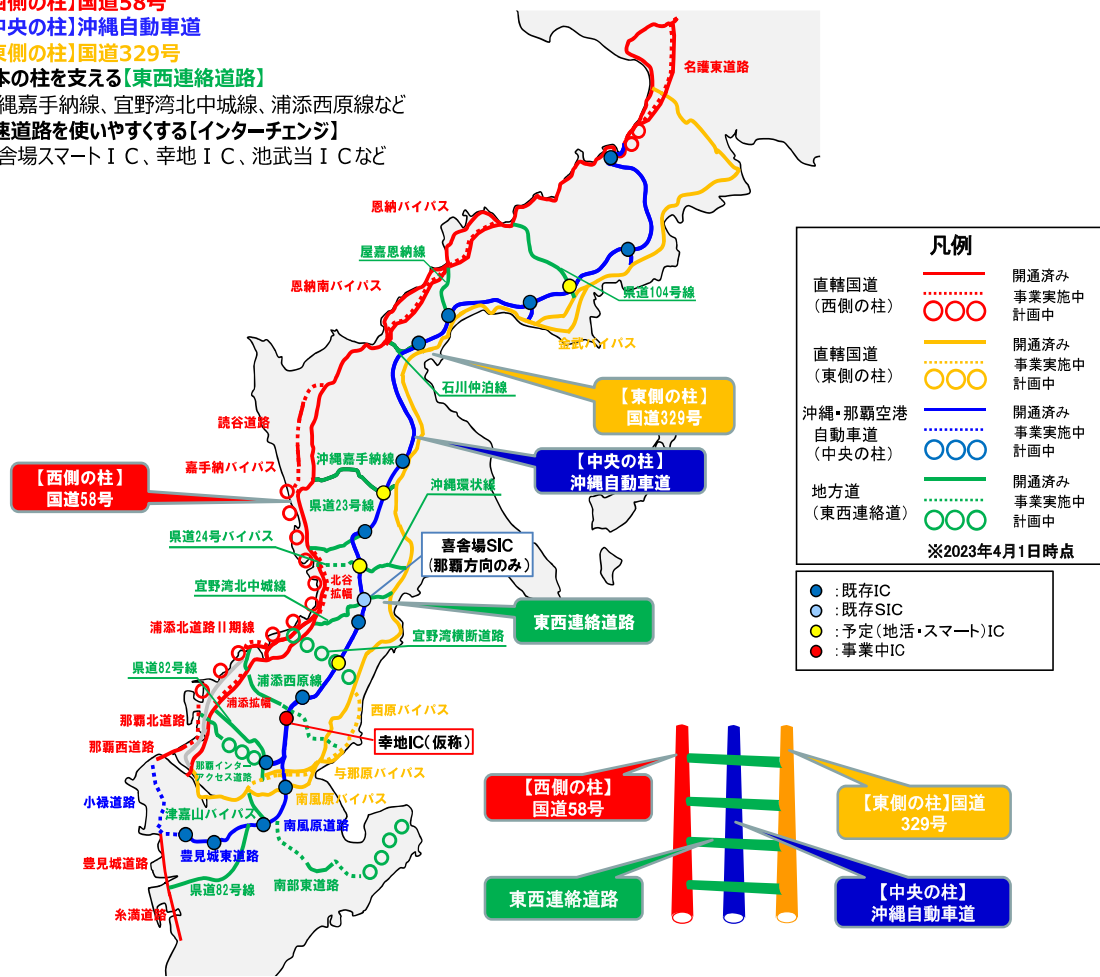 西側の柱】国道58号
中央の柱】沖縄自動車道
東側の柱】国道329号
本の柱を支える【東西連絡道路】
縄嘉手納線、宜野湾北中城線、浦添西原線など
速道路を使いやすくする【インターチェンジ】
舎場スマートＩＣ、幸地ＩＣ、池武当ＩＣなど
名護東道路
恩納バイパス
屋嘉恩納線
恩納南バイパス
県道104号線
金武バイパス
石川仲泊線
【東側の柱】
国道329号
読谷道路
嘉手納バイパス
沖縄嘉手納線
【中央の柱】
沖縄自動車道
【西側の柱】
国道58号
県道23号線
沖縄環状線
県道24号バイパス
喜舎場SIC
(那覇方向のみ)
北谷
拡幅
宜野湾北中城線
東西連絡道路
浦添北道路Ⅱ期線
宜野湾横断道路
県道82号線
浦添西原線
浦添拡幅
西原バイパス
那覇北道路
幸地IC(仮称)
那覇西道路
那覇インター
アクセス道路
与那原バイパス
小禄道路
南風原バイパス
津嘉山バイパス
南風原道路
豊見城東道路
豊見城道路
県道82号線
南部東道路
糸満道路
凡例
直轄国道
(西側の柱)
開通済み
事業実施中
計画中
直轄国道
(東側の柱)
開通済み
事業実施中
計画中
沖縄・那覇空港
自動車道
(中央の柱)
開通済み
事業実施中
計画中
地方道
(東西連絡道)
開通済み
事業実施中
計画中
※2023年4月1日時点
：既存IC
：既存SIC
：予定(地活・スマート)IC
：事業中IC
【西側の柱】
国道58号
【東側の柱】国道
329号
東西連絡道路
【中央の柱】
沖縄自動車道